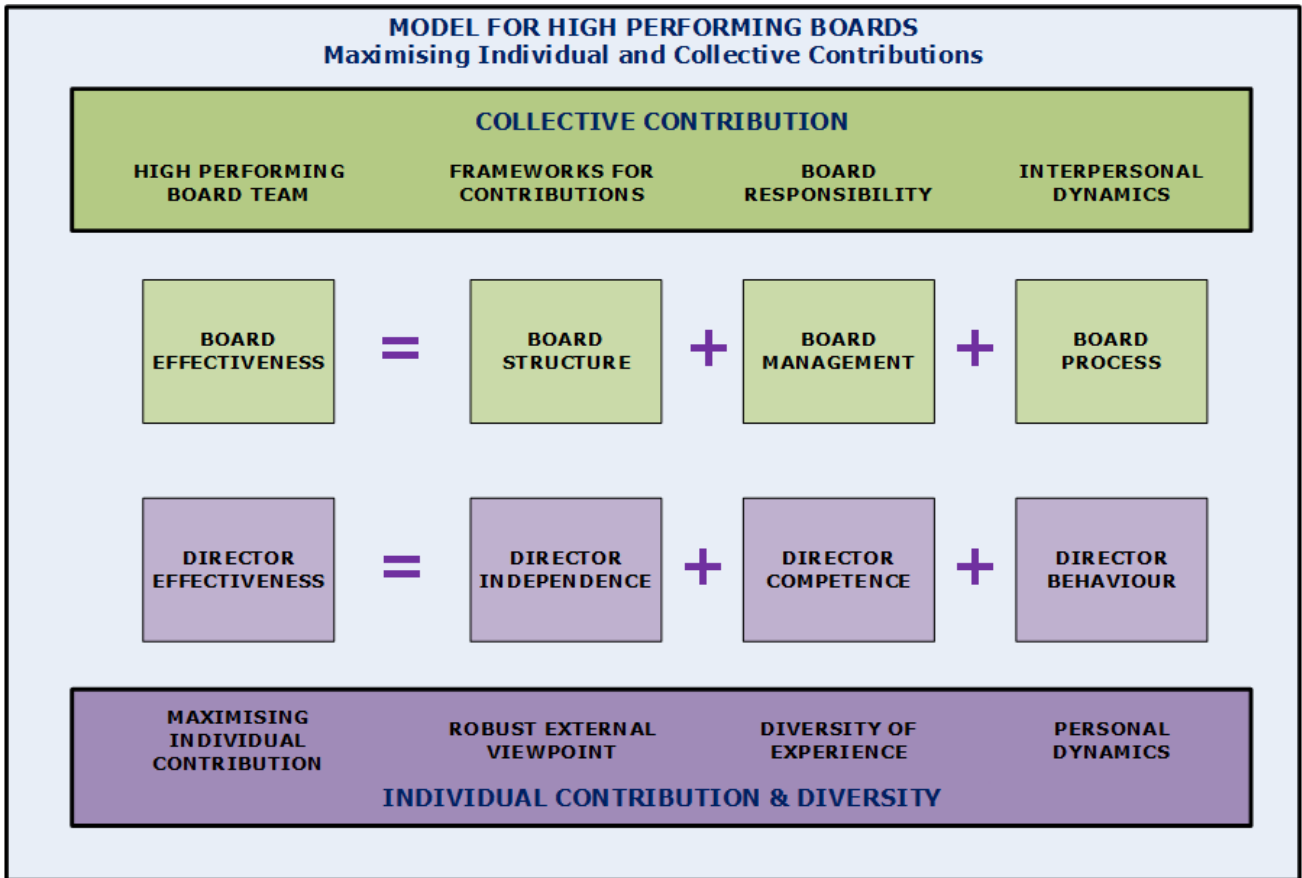 MODEL FOR HIGH PERFORMING BOARDS
Maximising Individual and Collective Contributions
COLLECTIVE CONTRIBUTION
HIGH PERFORMING
BOARD TEAM
FRAMEWORKS FOR
CONTRIBUTIONS
BOARD
RESPONSIBILITY
INTERPERSONAL
DYNAMICS
BOARD
EFFECTIVENESS
=
BOARD
STRUCTURE
+
BOARD
MANAGEMENT
+
BOARD
PROCESS
DIRECTOR
EFFECTIVENESS
=
DIRECTOR
INDEPENDENCE
+
DIRECTOR
COMPETENCE
+
DIRECTOR
BEHAVIOUR
MAXIMISING
INDIVIDUAL
CONTRIBUTION
ROBUST EXTERNAL
VIEWPOINT
DIVERSITY OF
EXPERIENCE
PERSONAL
DYNAMICS
INDIVIDUAL CONTRIBUTION & DIVERSITY